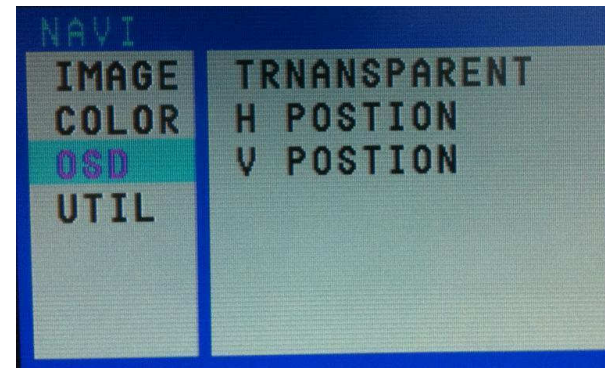 NAVI
IMAGE
COLOR
OSD
UTIL
TRNANSPARENT
H POSTION
V POSTION